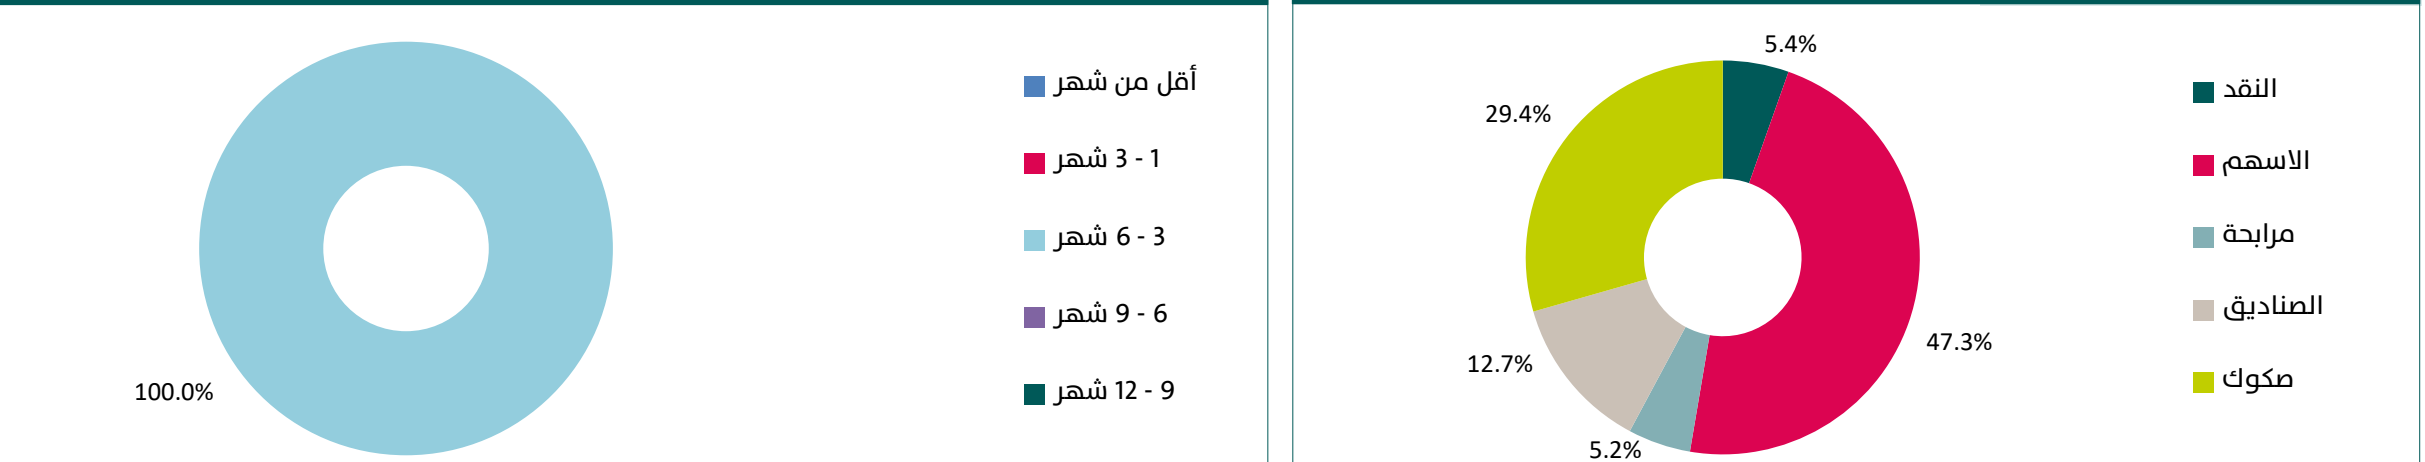 5.4%
29.4%
47.3%
12.7%
5.2%
النقد
الاسهم
مرابحة
الصناديق
صكوك
100.0%
أقل من شهر
1 - 3 شهر
3 - 6 شهر
6 - 9 شهر
9 - 12 شهر